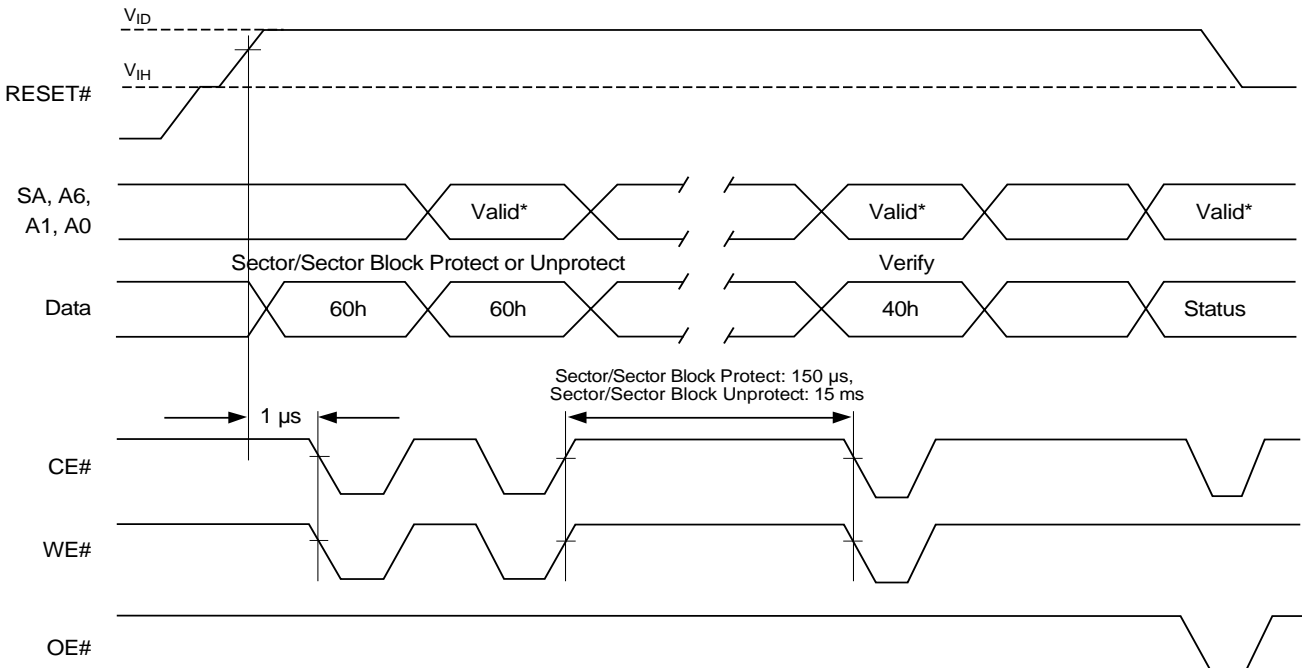 VID
VIH
RESET#
SA, A6,
A1, A0
Valid* Valid* Valid*
Sector/Sector Block Protect or Unprotect Verify
Data 60h 60h 40h Status
Sector/Sector Block Protect: 150 µs,
Sector/Sector Block Unprotect: 15 ms
1 µs
CE#
WE#
OE#